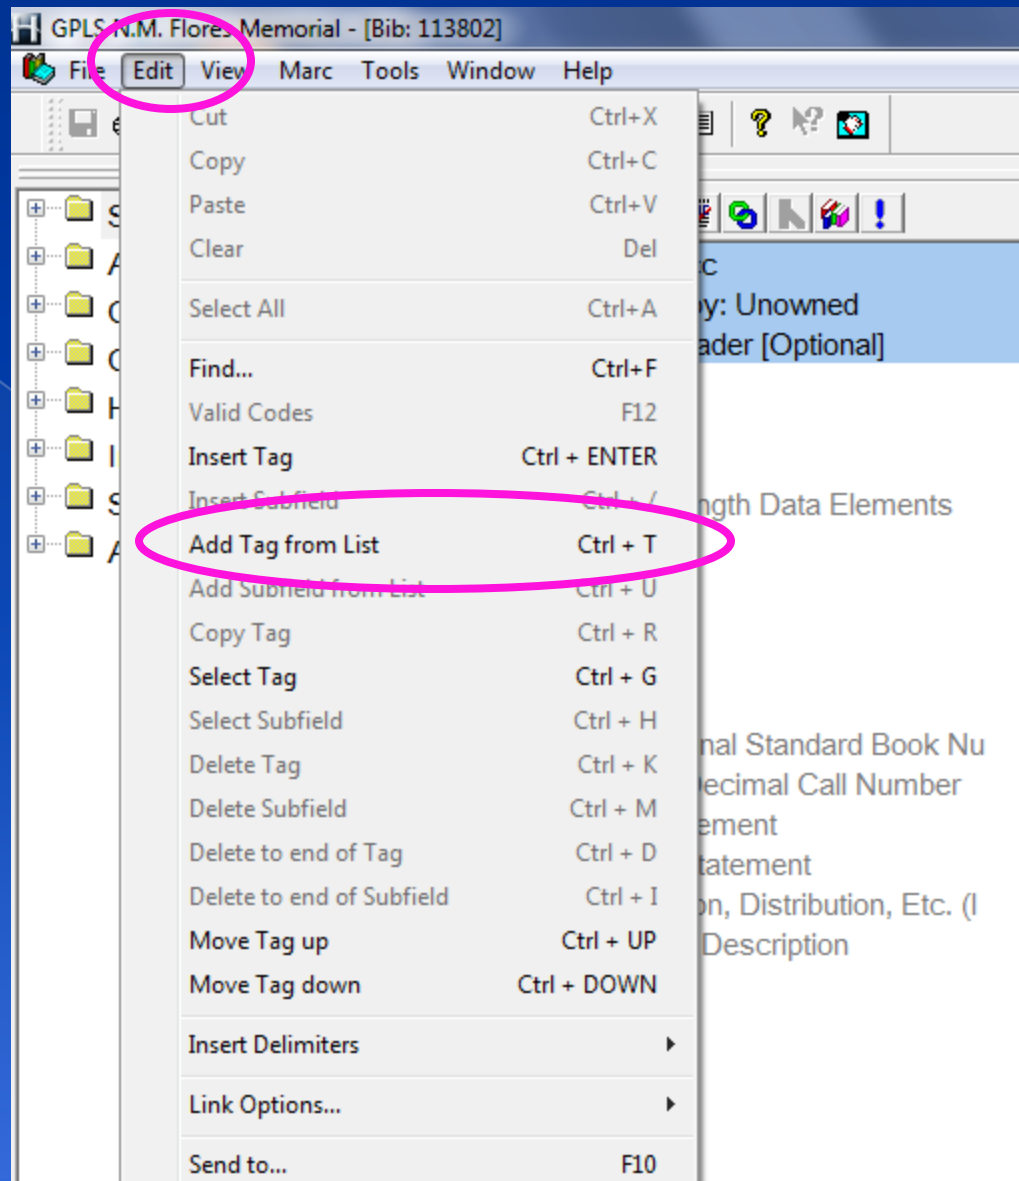 GPLS N.M. Flores Memorial - [Bib: 113802]
File Edit View Marc Tools Window Help
Cut Ctrl+X
Copy Ctrl+C
Paste Ctrl+V
Clear Del
Select All Ctrl+A
Find... Ctrl+F
Valid Codes F12
Insert Tag Ctrl + ENTER
Insert Subfield Ctrl + /
Add Tag from List Ctrl + T
Add Subfield from List Ctrl + U
Copy Tag Ctrl + R
Select Tag Ctrl + G
Select Subfield Ctrl + H
Delete Tag Ctrl + K
Delete Subfield Ctrl + M
Delete to end of Tag Ctrl + D
Delete to end of Subfield Ctrl + I
Move Tag up Ctrl + UP
Move Tag down Ctrl + DOWN
Insert Delimiters
Link Options...
Send to... F10
S
A
C
C
H
I
S
A
c
by: Unowned
ader [Optional]
ngth Data Elements
nal Standard Book Nu
ecimal Call Number
ement
tatement
on, Distribution, Etc. (I
Description